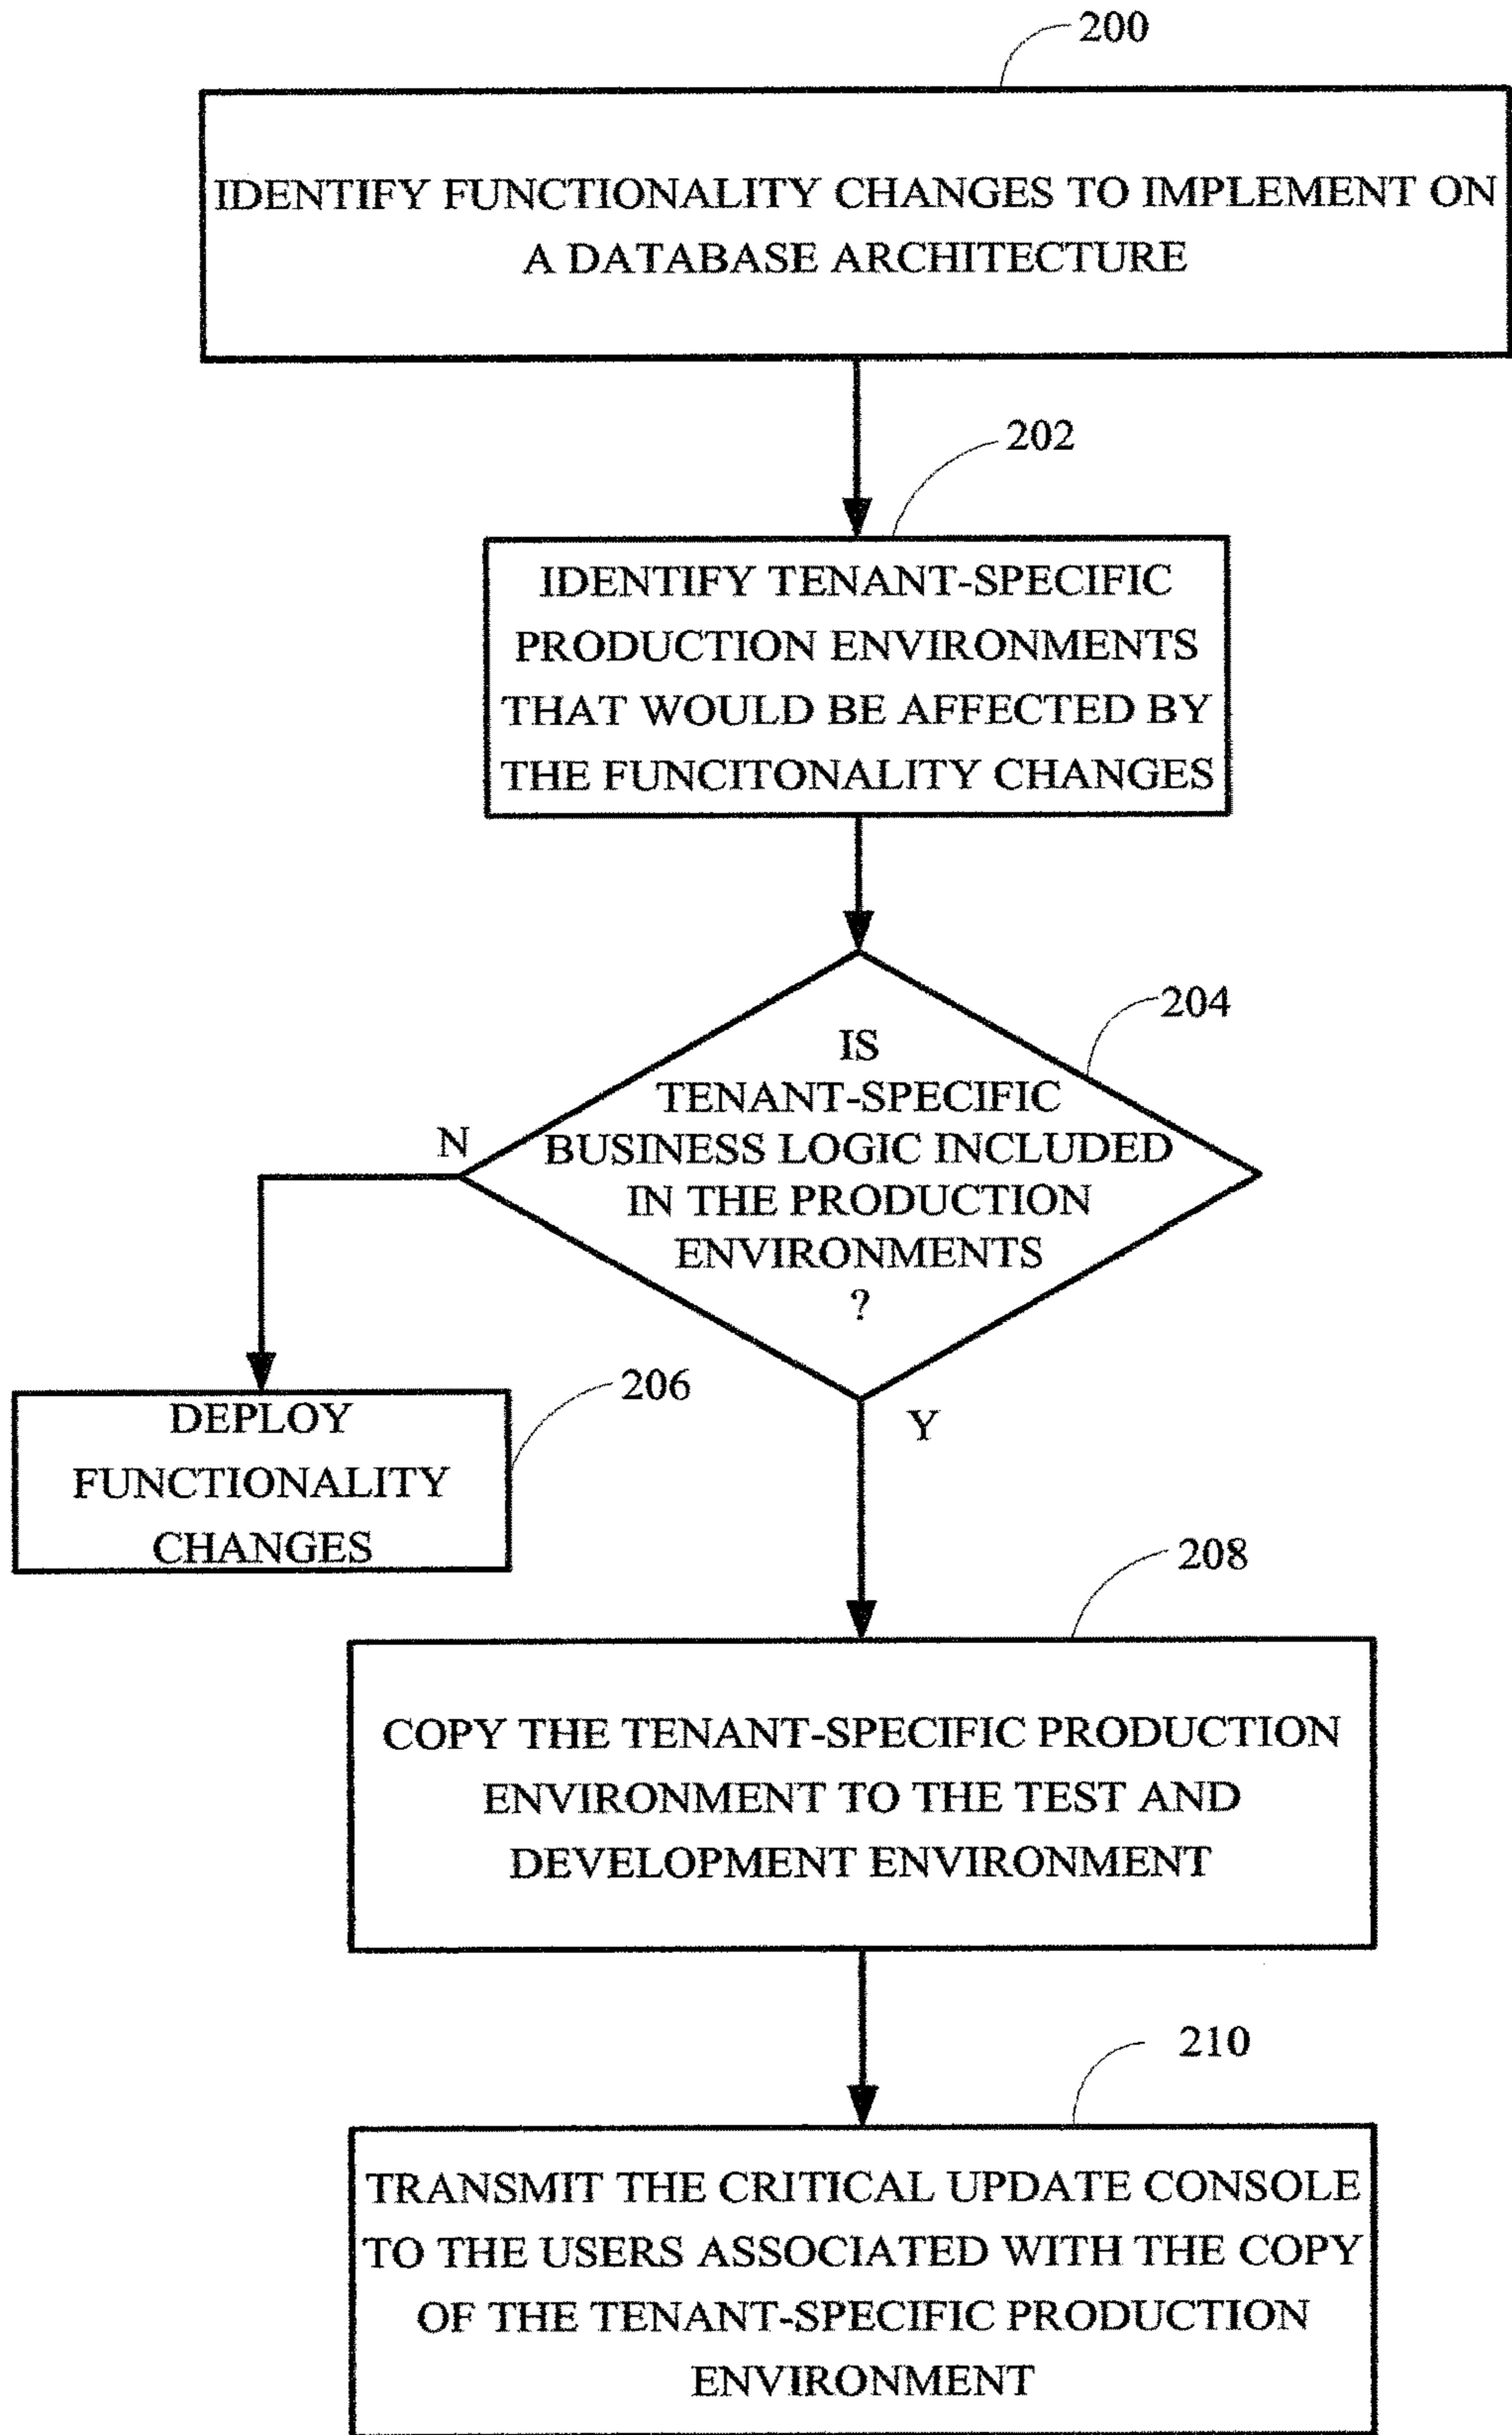 200
IDENTIFY FUNCTIONALITY CHANGES TO IMPLEMENT ON
A DATABASE ARCHITECTURE
202
IDENTIFY TENANT-SPECIFIC
PRODUCTION ENVIRONMENTS
THAT WOULD BE AFFECTED BY
THE FUNCITONALITY CHANGES
204
IS
TENANT-SPECIFIC
BUSINESS LOGIC INCLUDED
IN THE PRODUCTION
ENVIRONMENTS
?
N
206
DEPLOY
FUNCTIONALITY
CHANGES
Y
208
COPY THE TENANT-SPECIFIC PRODUCTION
ENVIRONMENT TO THE TEST AND
DEVELOPMENT ENVIRONMENT
210
TRANSMIT THE CRITICAL UPDATE CONSOLE
TO THE USERS ASSOCIATED WITH THE COPY
OF THE TENANT-SPECIFIC PRODUCTION
ENVIRONMENT